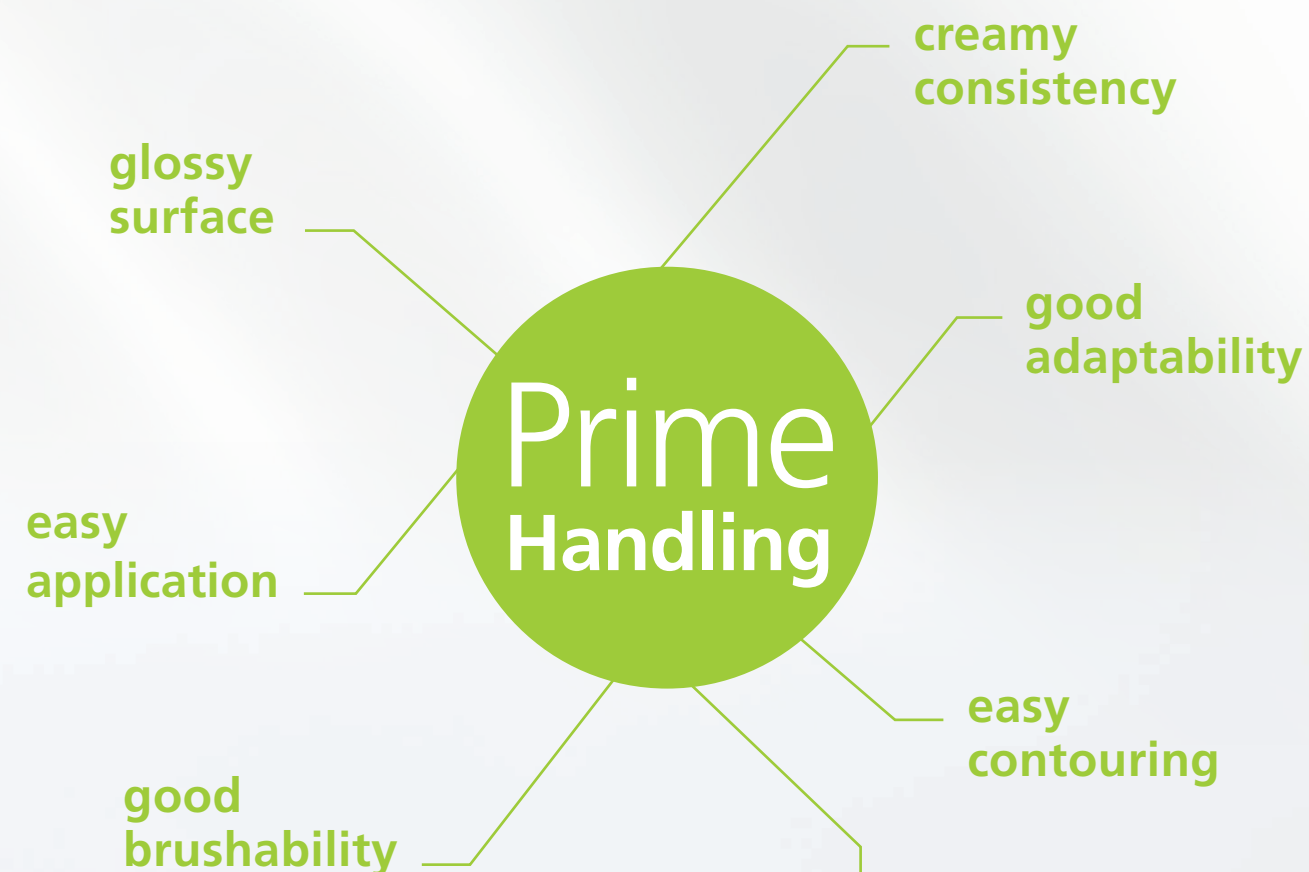 creamy
consistency
glossy
surface
good
adaptability
Prime
Handling
easy
application
easy
contouring
good
brushability